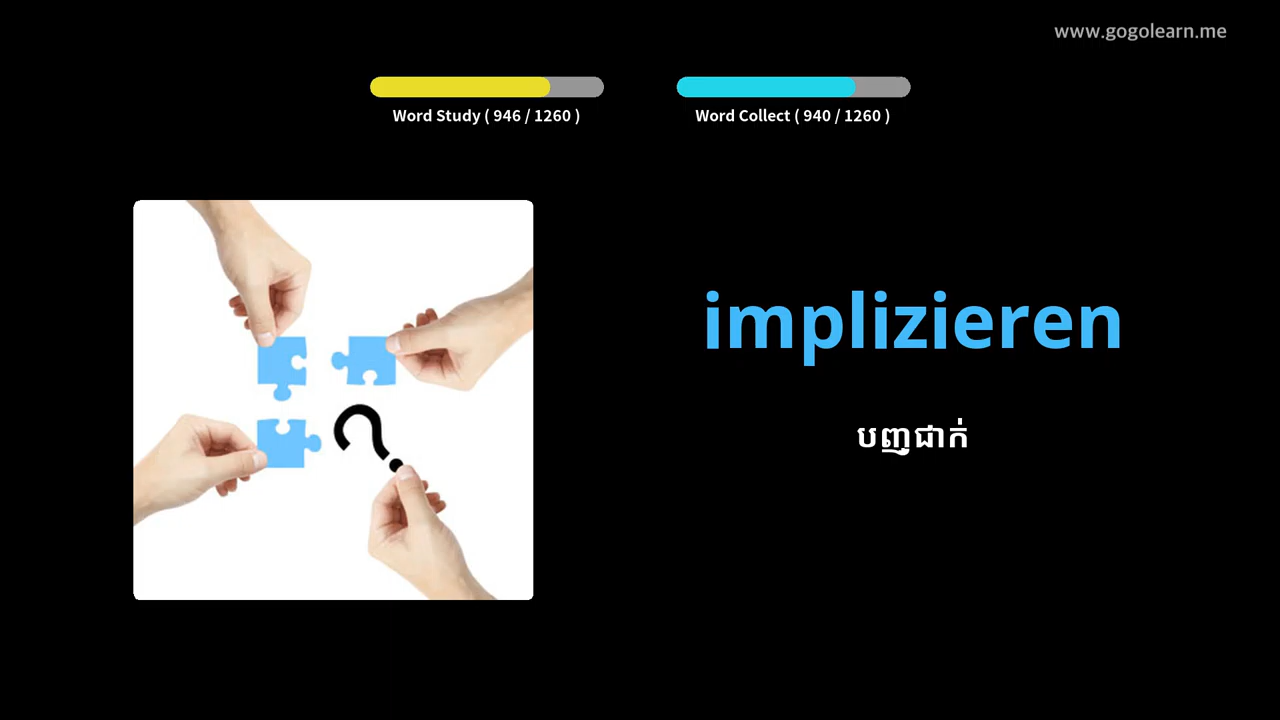 www.gogolearn.me
Word Study ( 946 / 1260 )
Word Collect ( 940 / 1260 )
implizieren
បញ្ជាក់